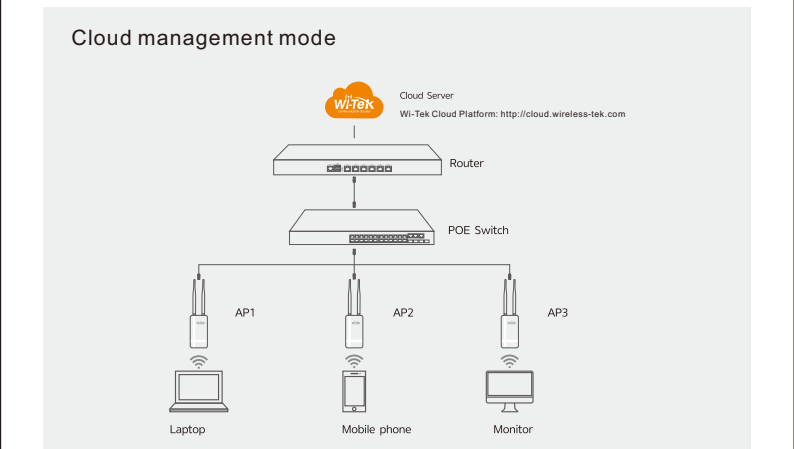 Cloud management mode
Wi-Tek
Cloud Server
Wi-Tek Cloud Platform: http://cloud.wireless-tek.com
Router
POE Switch
AP1
AP2
AP3
Laptop
Mobile phone
Monitor